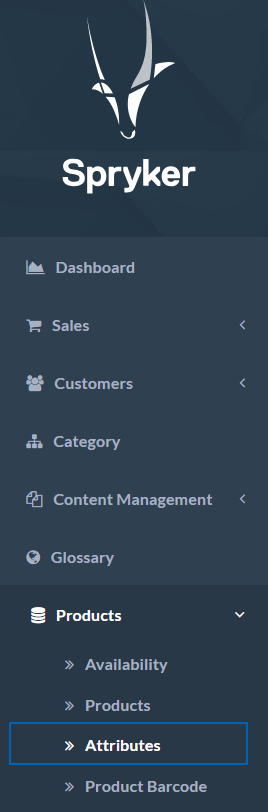 Spryker
Dashboard
Sales
Customers
Category
Content Management
Glossary
Products
Availability
Products
Attributes
Product Barcode